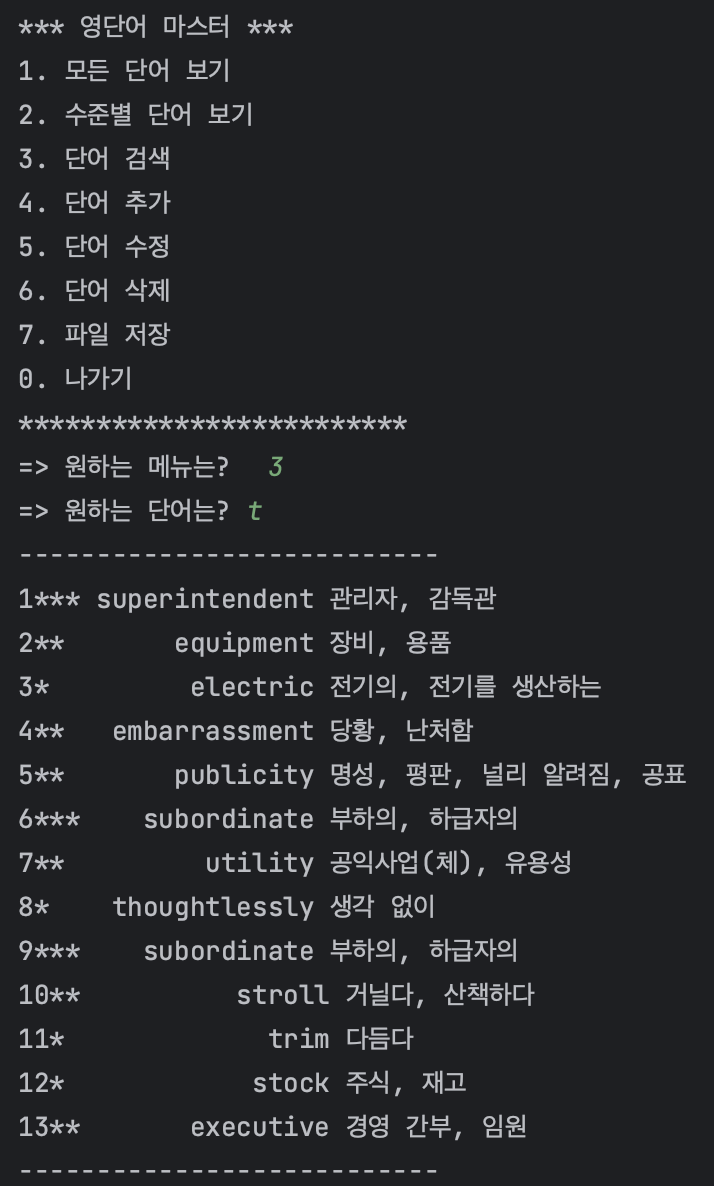 *** 영단어 마스터 ***
1. 모든 단어 보기
2. 수준별 단어 보기
3. 단어 검색
4. 단어 추가
5. 단어 수정
6. 단어 삭제
7. 파일 저장
0. 나가기
*************************
=> 원하는 메뉴는?  3
=> 원하는 단어는? t
---------------------------
1*** superintendent 관리자, 감독관
2**       equipment 장비, 용품
3*         electric 전기의, 전기를 생산하는
4**   embarrassment 당황, 난처함
5**       publicity 명성, 평판, 널리 알려짐, 공표
6***    subordinate 부하의, 하급자의
7**         utility 공익사업(체), 유용성
8*    thoughtlessly 생각 없이
9***    subordinate 부하의, 하급자의
10**          stroll 거닐다, 산책하다
11*             trim 다듬다
12*            stock 주식, 재고
13**       executive 경영 간부, 임원
---------------------------